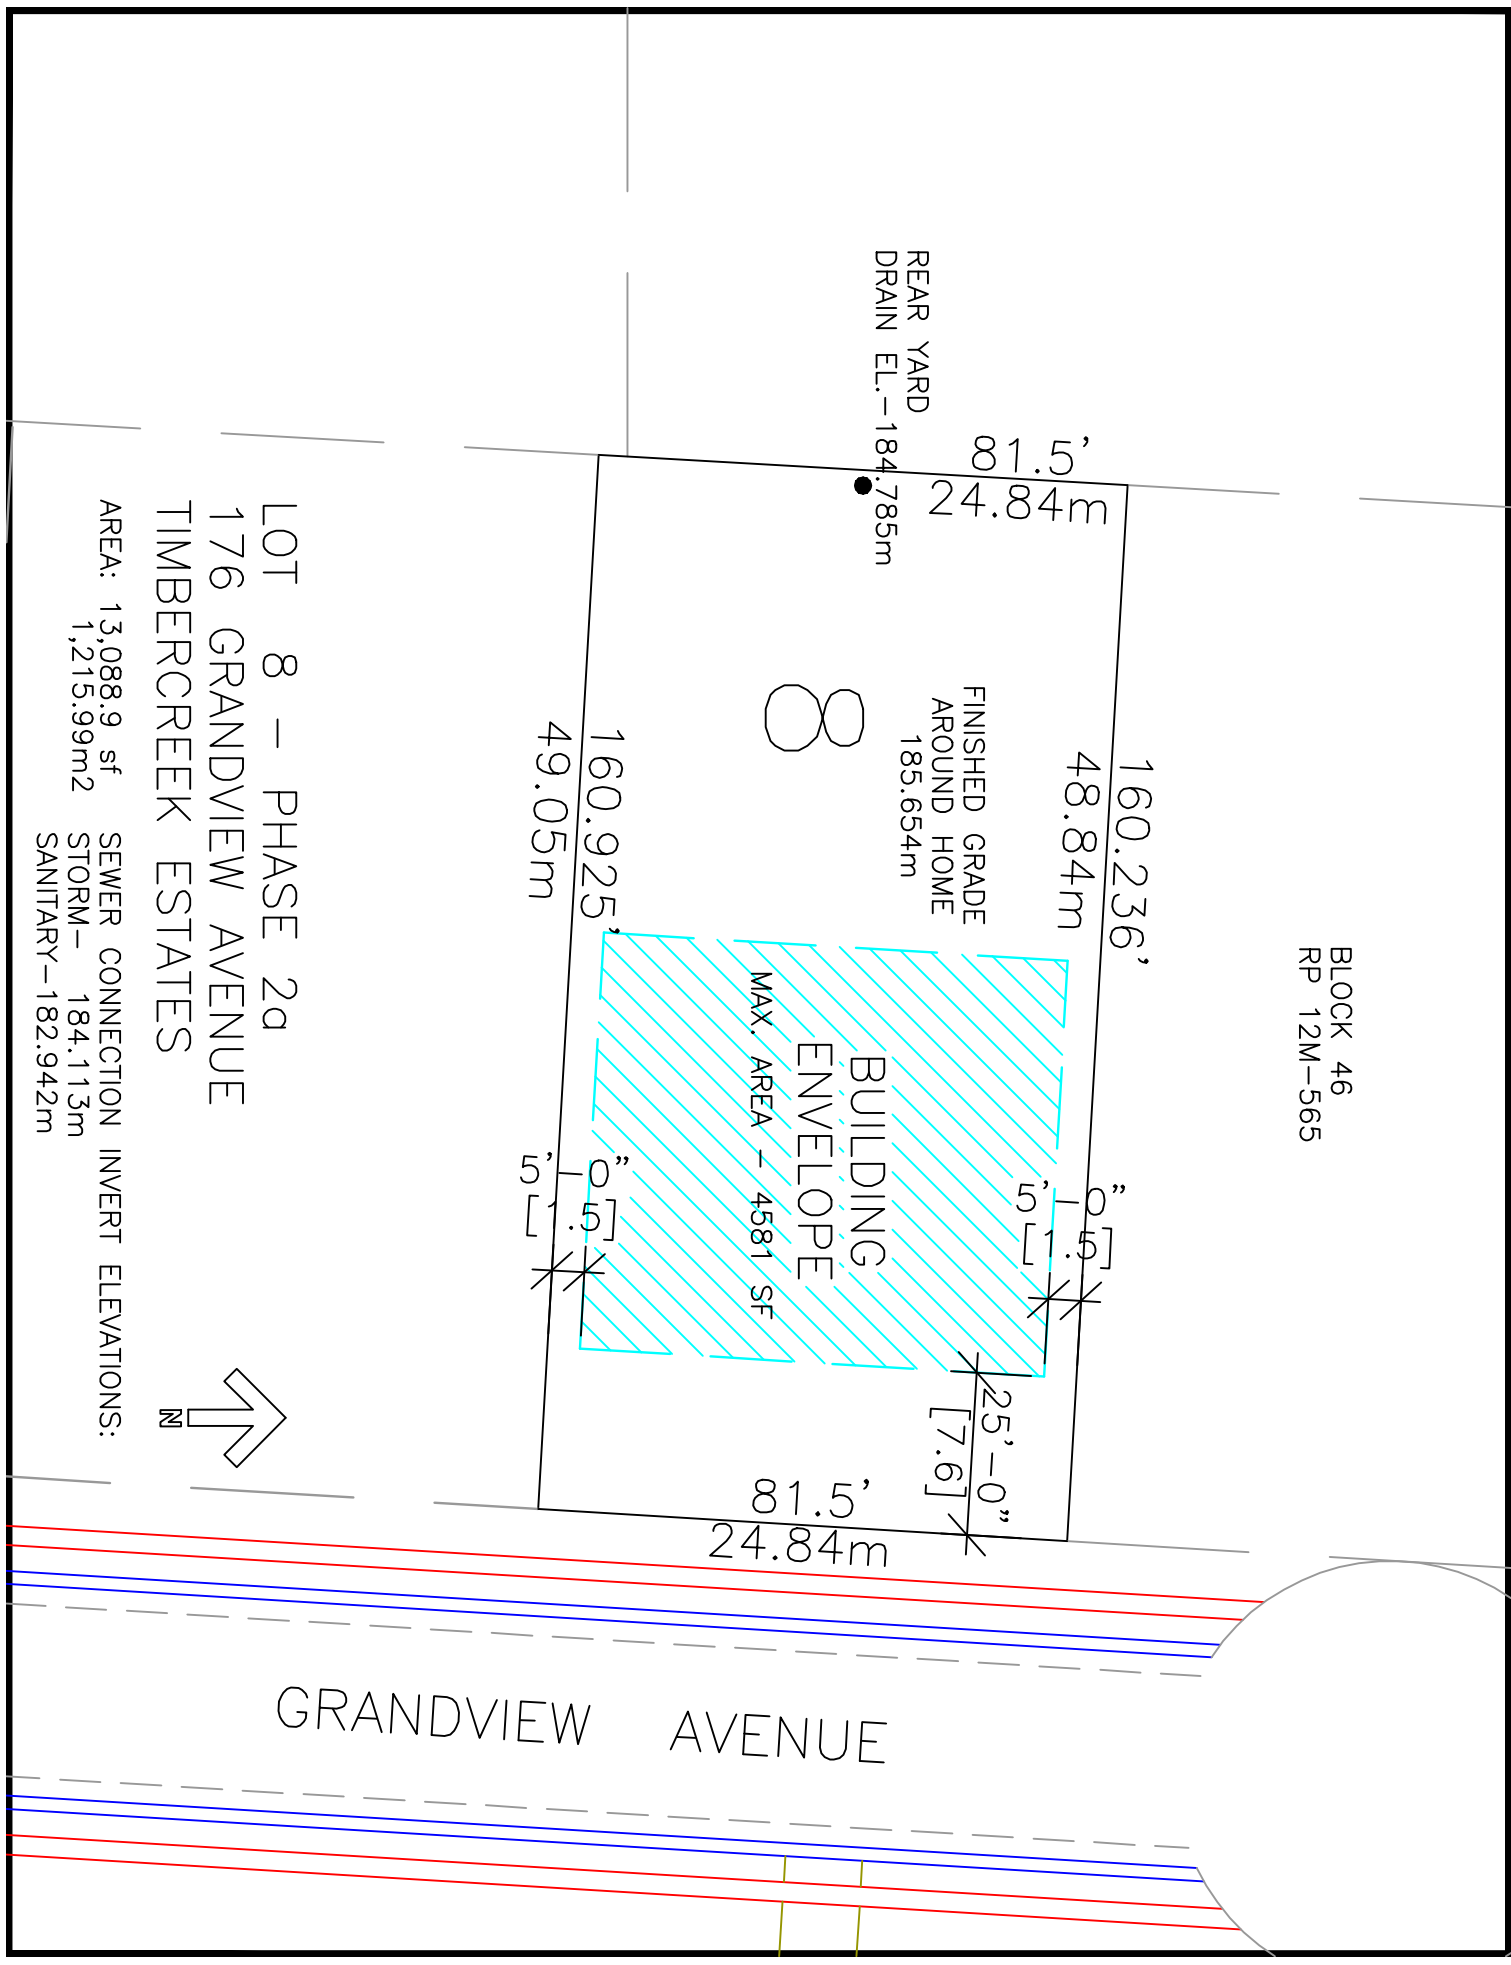 REAR YARD
DRAIN EL.-184.785m
81.5'
24.84m
8
FINISHED GRADE
AROUND HOME
185.654m
160.236'
48.84m
160.925'
49.05m
BLOCK 46
RP 12M-565
BUILDING
ENVELOPE
MAX. AREA - 4581 SF
5'-0"
[1.5]
5'-0"
[1.5]
25'-0"
[7.6]
81.5'
24.84m
LOT 8 - PHASE 2a
176 GRANDVIEW AVENUE
TIMBERCREEK ESTATES
AREA: 13,088.9 sf
1,215.99m2
SEWER CONNECTION INVERT ELEVATIONS:
STORM- 184.113m
SANITARY-182.942m
N
GRANDVIEW AVENUE